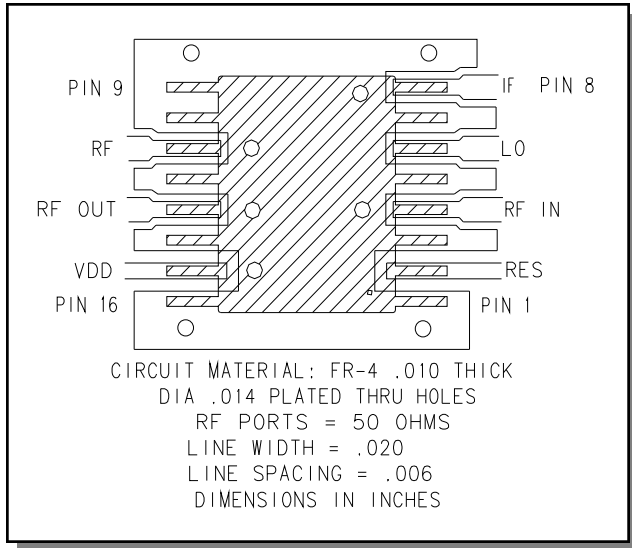 PIN 9
IF PIN 8
RF
LO
RF OUT
RF IN
VDD
RES
PIN 16
PIN 1
CIRCUIT MATERIAL: FR-4 .010 THICK
DIA .014 PLATED THRU HOLES
RF PORTS = 50 OHMS
LINE WIDTH = .020
LINE SPACING = .006
DIMENSIONS IN INCHES